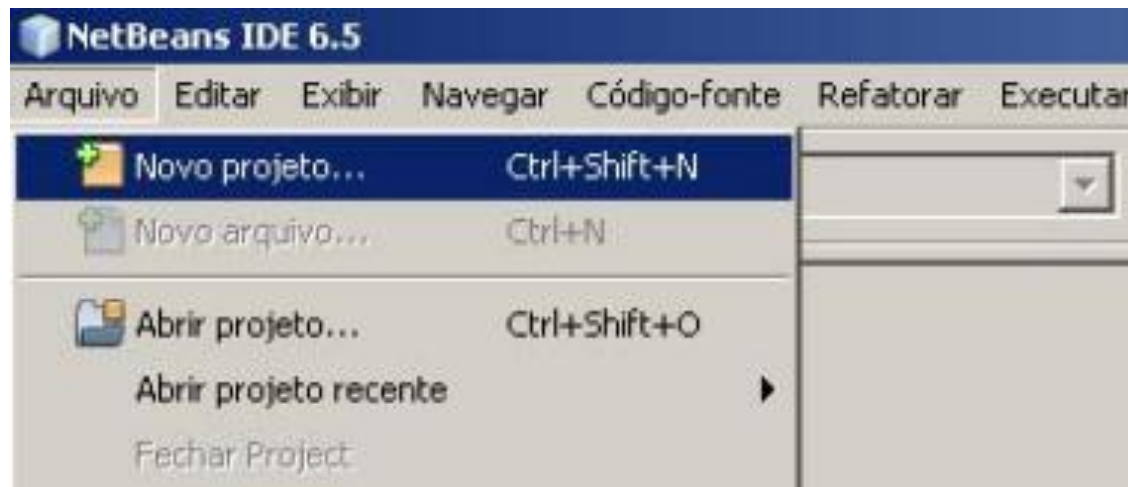 NetBeans IDE 6.5
Arquivo Editar Exibir Navegar Código-fonte Refatorar Executar
Novo projeto... Ctrl+Shift+N
Novo arquivo... Ctrl+N
Abrir projeto... Ctrl+Shift+O
Abrir projeto recente
Fechar Project